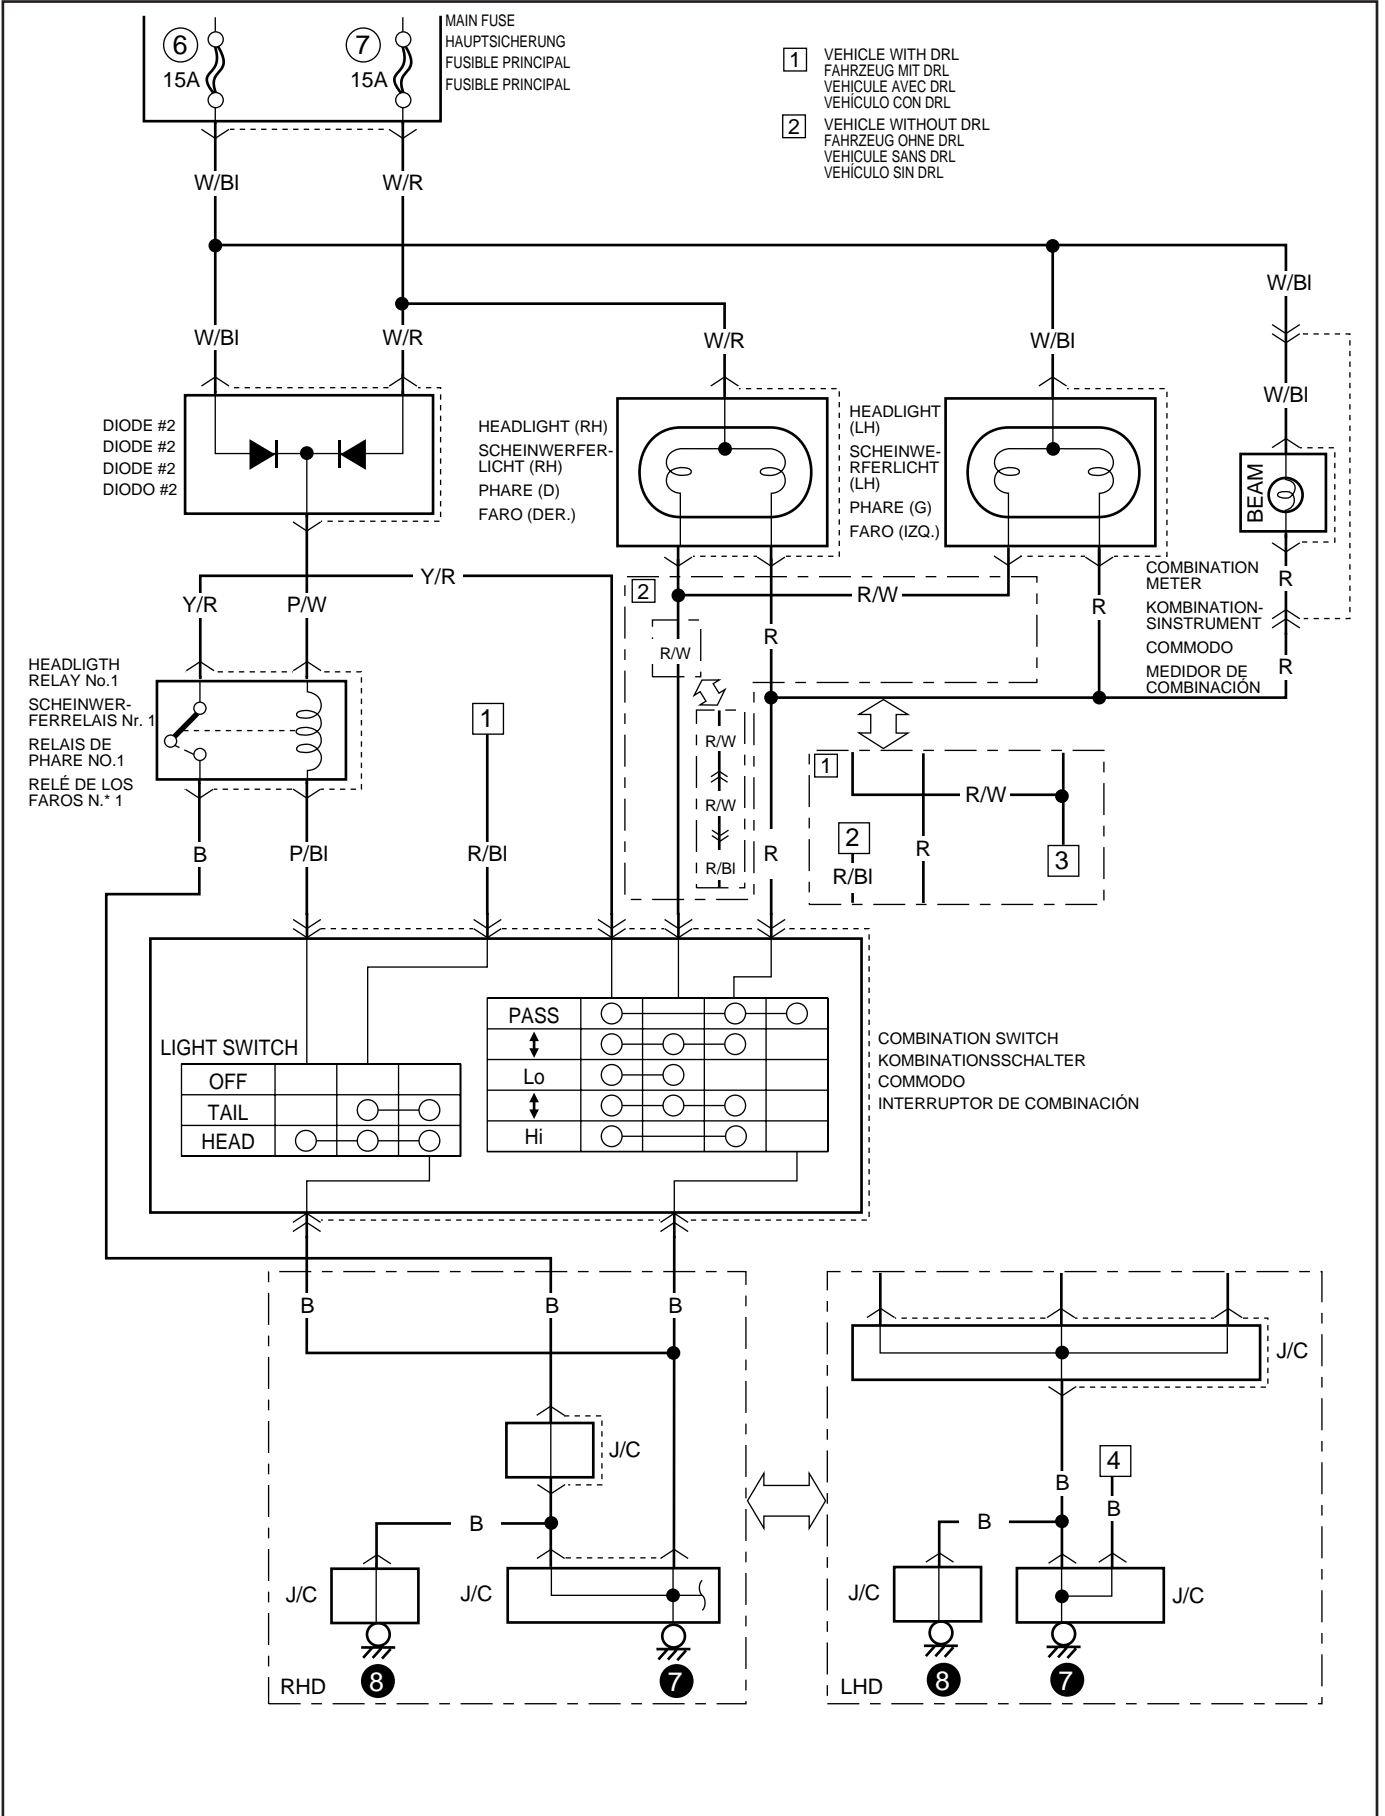 MAIN FUSE
HAUPTSICHERUNG
FUSIBLE PRINCIPAL
FUSIBLE PRINCIPAL
6
15A
7
15A
1
VEHICLE WITH DRL
FAHRZEUG MIT DRL
VEHICULE AVEC DRL
VEHÍCULO CON DRL
2
VEHICLE WITHOUT DRL
FAHRZEUG OHNE DRL
VEHICULE SANS DRL
VEHÍCULO SIN DRL
W/Bl
W/R
W/Bl
W/Bl
W/R
W/R
W/Bl
W/Bl
DIODE #2
DIODE #2
DIODE #2
DIODO #2
HEADLIGHT (RH)
SCHEINWERFER-
LICHT (RH)
PHARE (D)
FARO (DER.)
HEADLIGHT
(LH)
SCHEINWE-
RFERLICHT
(LH)
PHARE (G)
FARO (IZQ.)
BEAM
COMBINATION
METER
KOMBINATION-
SINSTRUMENT
COMMODO
MEDIDOR DE
COMBINACIÓN
Y/R
Y/R
P/W
2
R/W
R
R
R/W
R
R
HEADLIGTH
RELAY No.1
SCHEINWER-
FERRELAIS Nr. 1
RELAIS DE
PHARE NO.1
RELÉ DE LOS
FAROS N.* 1
1
R/W
R/W
R/Bl
1
R/W
2
R/Bl
R
3
B
P/Bl
R/Bl
R
LIGHT SWITCH
OFF
TAIL
HEAD
PASS
Lo
Hi
COMBINATION SWITCH
KOMBINATIONSSCHALTER
COMMODO
INTERRUPTOR DE COMBINACIÓN
B
B
B
J/C
J/C
B
4
B
B
B
J/C
J/C
J/C
J/C
RHD
8
7
LHD
8
7